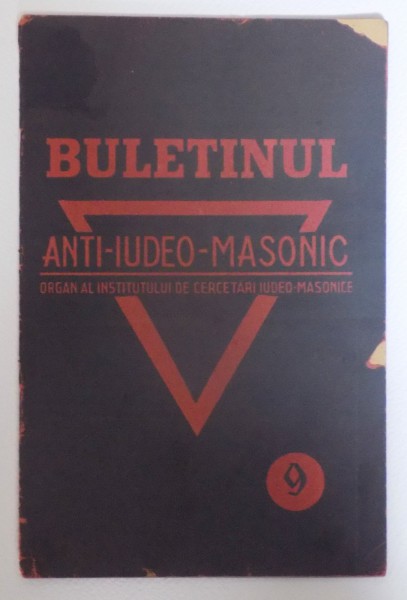 BULETINUL
ANTI-IUDEO-MASONIC
ORGAN AL INSTITUTULUI DE CERCETARI IUDEO-MASONICE
9